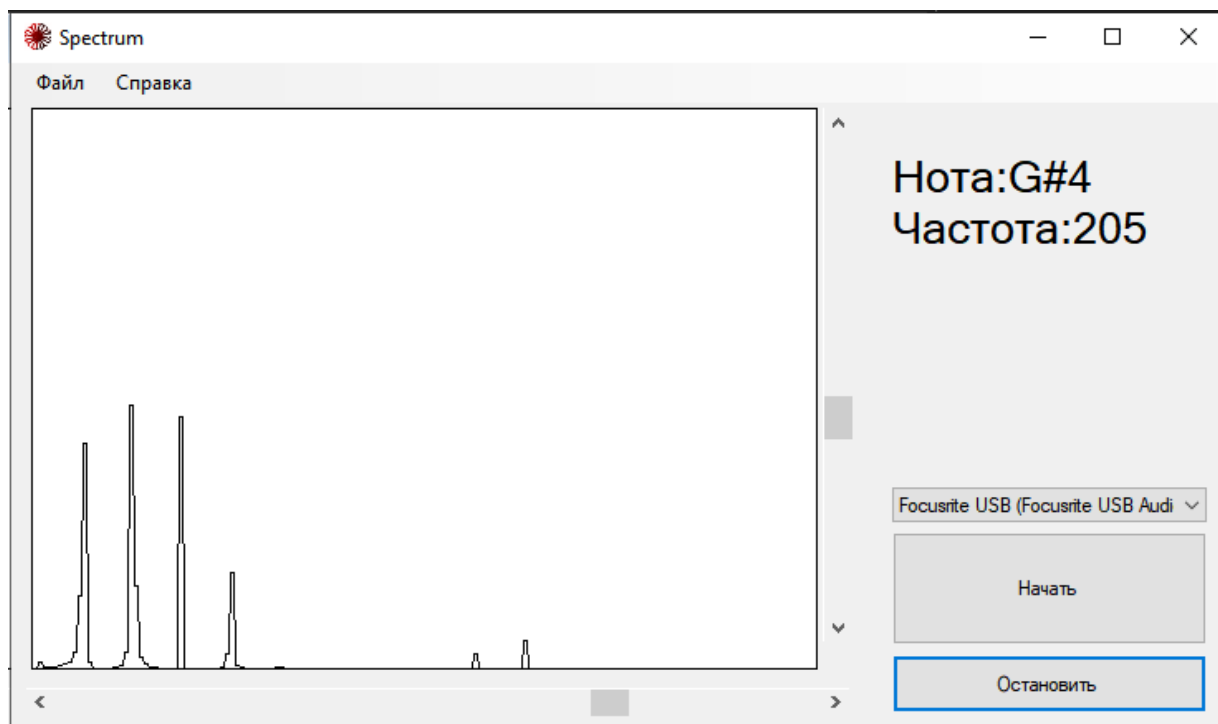 Spectrum
Файл Справка
Нота:G#4
Частота:205
Focusrite USB (Focusrite USB Audi
Начать
Остановить